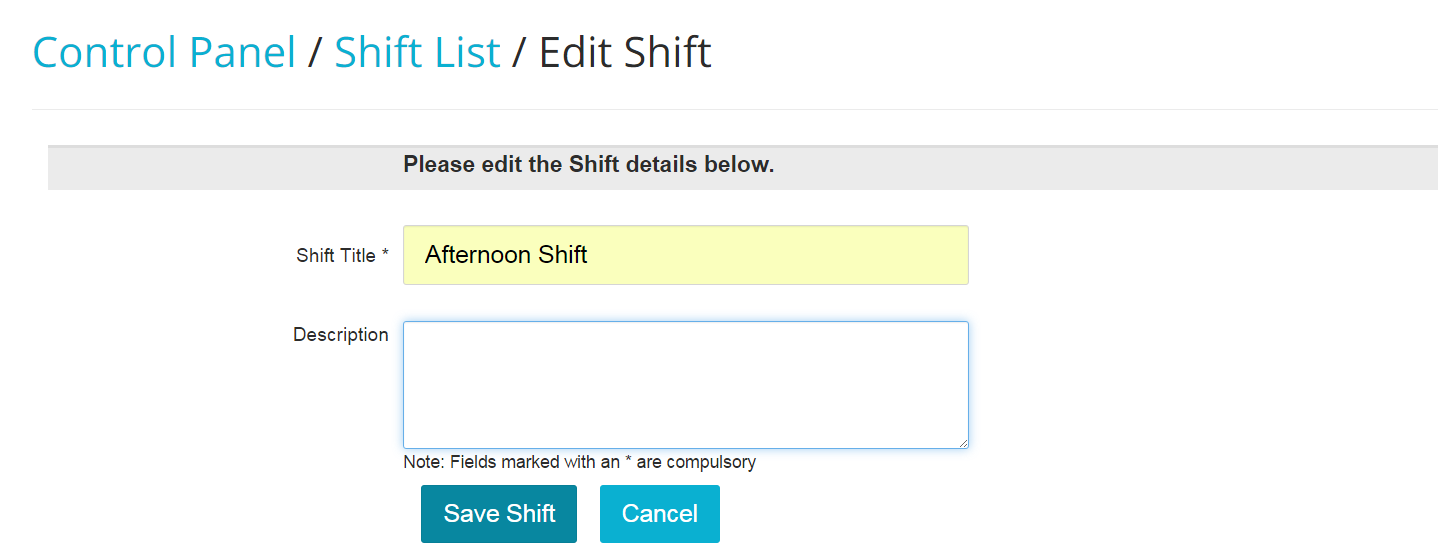 Control Panel / Shift List / Edit Shift
Please edit the Shift details below.
Shift Title * Afternoon Shift
Description
Note: Fields marked with an * are compulsory
Save Shift Cancel